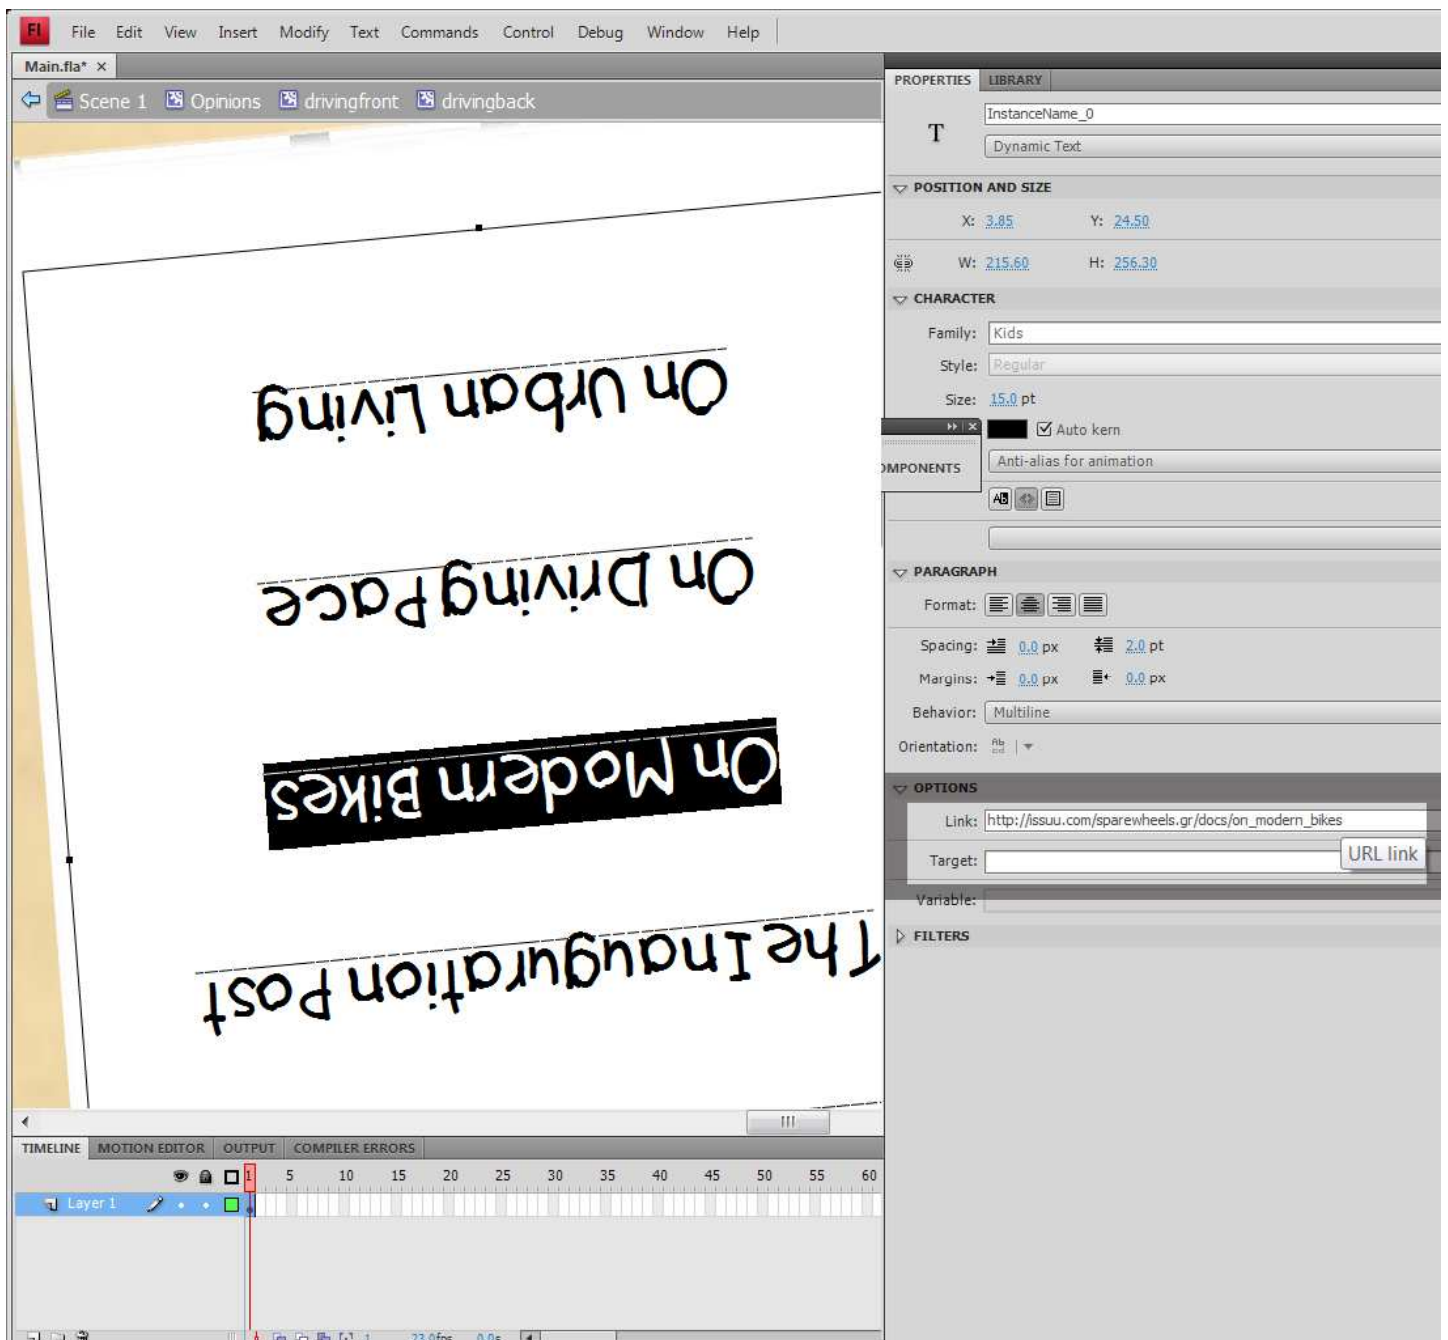 Fl File Edit View Insert Modify Text Commands Control Debug Window Help
Main.fla* ×
Scene 1 Opinions drivingfront drivingback
On Urban Living
On Driving Pace
On Modern Bikes
The Inauguration Post
PROPERTIES LIBRARY
T
InstanceName_0
Dynamic Text
POSITION AND SIZE
X: 3.85 Y: 24.50
W: 215.60 H: 256.30
CHARACTER
Family: Kids
Style: Regular
Size: 15.0 pt
Auto kern
OMPONENTS
Anti-alias for animation
PARAGRAPH
Format:
Spacing: 0.0 px 2.0 pt
Margins: 0.0 px 0.0 px
Behavior: Multiline
Orientation:
OPTIONS
Link: http://issuu.com/sparewheels.gr/docs/on_modern_bikes
URL link
Target:
Variable:
FILTERS
TIMELINE MOTION EDITOR OUTPUT COMPILER ERRORS
1 5 10 15 20 25 30 35 40 45 50 55 60
Layer 1
1 23.0fps 0.0s